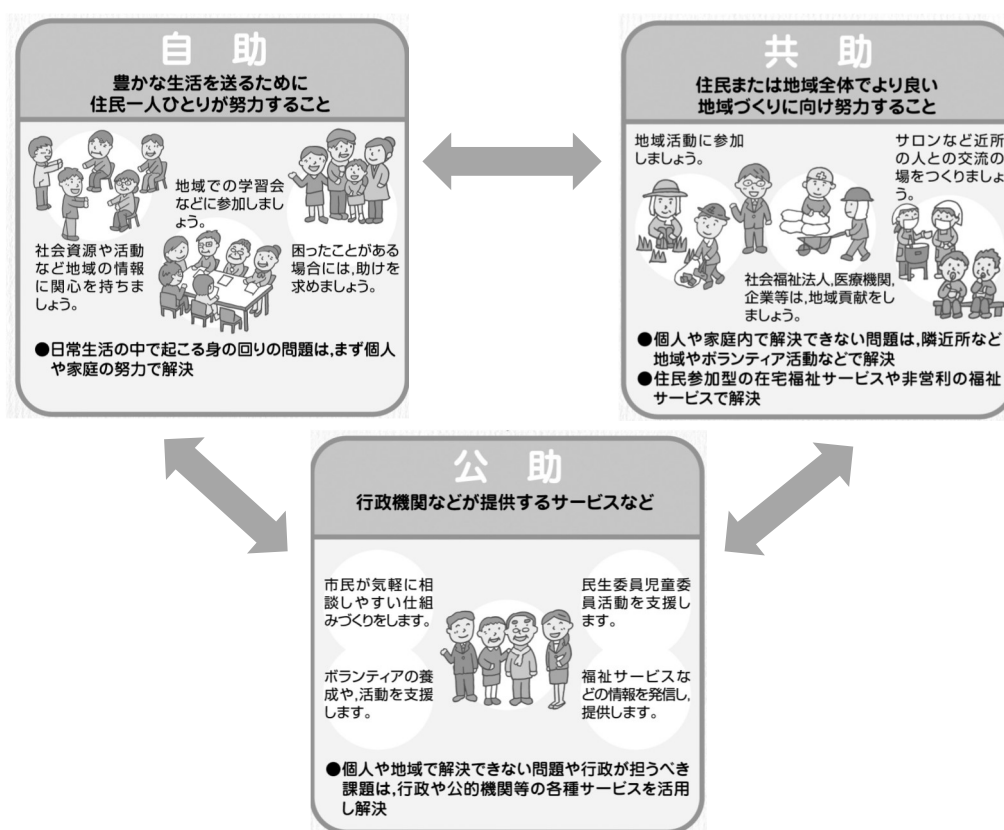 自　助
豊かな生活を送るために
住民一人ひとりが努力すること
地域での学習会
などに参加しまし
ょう。
社会資源や活動
など地域の情報
に関心を持ちま
しょう。
困ったことがある
場合には,助けを
求めましょう。
●日常生活の中で起こる身の回りの問題は,まず個人
や家庭の努力で解決
共　助
住民または地域全体でより良い
地域づくりに向け努力すること
地域活動に参加
しましょう。
サロンなど近所
の人との交流の
場をつくりましょ
う。
社会福祉法人,医療機関,
企業等は,地域貢献をし
ましょう。
●個人や家庭内で解決できない問題は,隣近所など
地域やボランティア活動などで解決
●住民参加型の在宅福祉サービスや非営利の福祉
サービスで解決
公　助
行政機関などが提供するサービスなど
市民が気軽に相
談しやすい仕組
みづくりをします。
民生委員児童委
員活動を支援し
ます。
ボランティアの養
成や,活動を支援
します。
福祉サービスな
どの情報を発信し,
提供します。
●個人や地域で解決できない問題や行政が担うべき
課題は,行政や公的機関等の各種サービスを活用
し解決